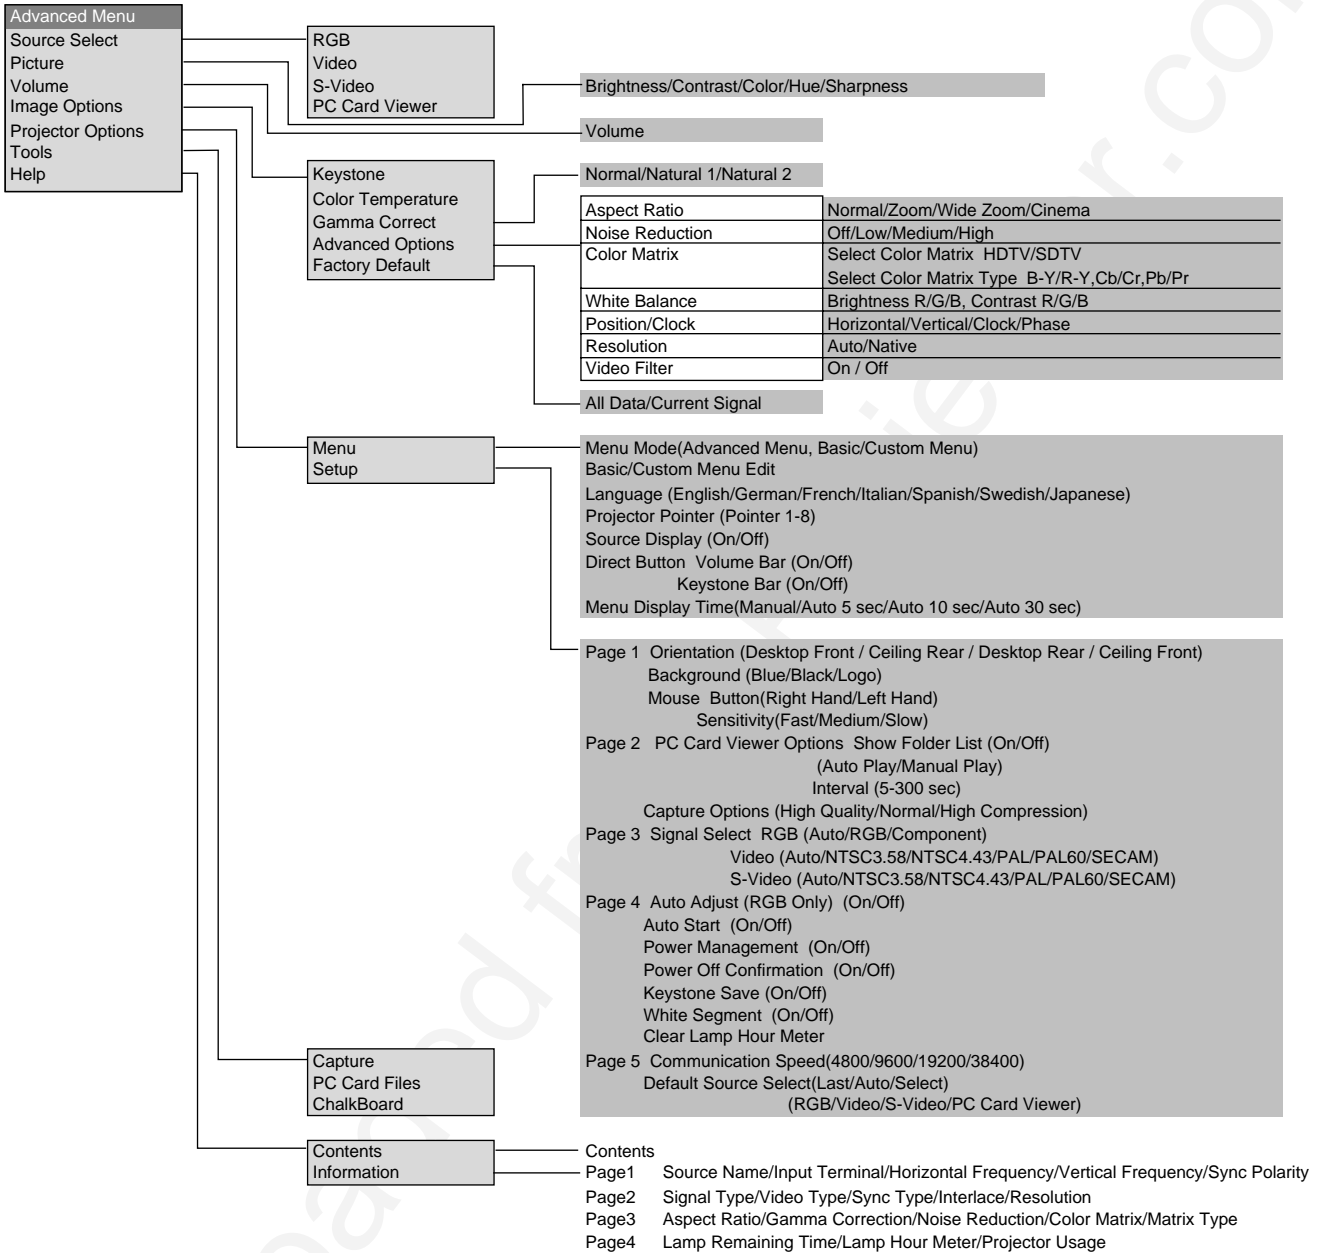 Advanced Menu
Source Select
Picture
Volume
Image Options
Projector Options
Tools
Help
RGB
Video
S-Video
PC Card Viewer
Brightness/Contrast/Color/Hue/Sharpness
Volume
Keystone
Color Temperature
Gamma Correct
Advanced Options
Factory Default
Normal/Natural 1/Natural 2
Aspect Ratio Normal/Zoom/Wide Zoom/Cinema
Noise Reduction Off/Low/Medium/High
Color Matrix Select Color Matrix HDTV/SDTV
Select Color Matrix Type B-Y/R-Y,Cb/Cr,Pb/Pr
White Balance Brightness R/G/B, Contrast R/G/B
Position/Clock Horizontal/Vertical/Clock/Phase
Resolution Auto/Native
Video Filter On / Off
All Data/Current Signal
Menu
Setup
Menu Mode(Advanced Menu, Basic/Custom Menu)
Basic/Custom Menu Edit
Language (English/German/French/Italian/Spanish/Swedish/Japanese)
Projector Pointer (Pointer 1-8)
Source Display (On/Off)
Direct Button Volume Bar (On/Off)
Keystone Bar (On/Off)
Menu Display Time(Manual/Auto 5 sec/Auto 10 sec/Auto 30 sec)
Page 1 Orientation (Desktop Front / Ceiling Rear / Desktop Rear / Ceiling Front)
Background (Blue/Black/Logo)
Mouse Button(Right Hand/Left Hand)
Sensitivity(Fast/Medium/Slow)
Page 2 PC Card Viewer Options Show Folder List (On/Off)
(Auto Play/Manual Play)
Interval (5-300 sec)
Capture Options (High Quality/Normal/High Compression)
Page 3 Signal Select RGB (Auto/RGB/Component)
Video (Auto/NTSC3.58/NTSC4.43/PAL/PAL60/SECAM)
S-Video (Auto/NTSC3.58/NTSC4.43/PAL/PAL60/SECAM)
Page 4 Auto Adjust (RGB Only) (On/Off)
Auto Start (On/Off)
Power Management (On/Off)
Power Off Confirmation (On/Off)
Keystone Save (On/Off)
White Segment (On/Off)
Clear Lamp Hour Meter
Page 5 Communication Speed(4800/9600/19200/38400)
Default Source Select(Last/Auto/Select)
(RGB/Video/S-Video/PC Card Viewer)
Capture
PC Card Files
ChalkBoard
Contents
Information
Contents
Page1 Source Name/Input Terminal/Horizontal Frequency/Vertical Frequency/Sync Polarity
Page2 Signal Type/Video Type/Sync Type/Interlace/Resolution
Page3 Aspect Ratio/Gamma Correction/Noise Reduction/Color Matrix/Matrix Type
Page4 Lamp Remaining Time/Lamp Hour Meter/Projector Usage